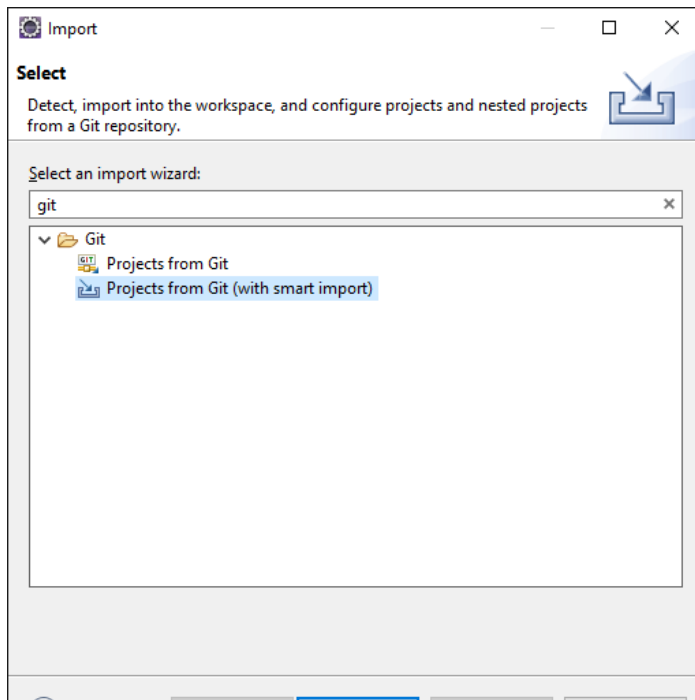 Import
Select
Detect, import into the workspace, and configure projects and nested projects
from a Git repository.
Select an import wizard:
git
Git
GIT
Projects from Git
Projects from Git (with smart import)